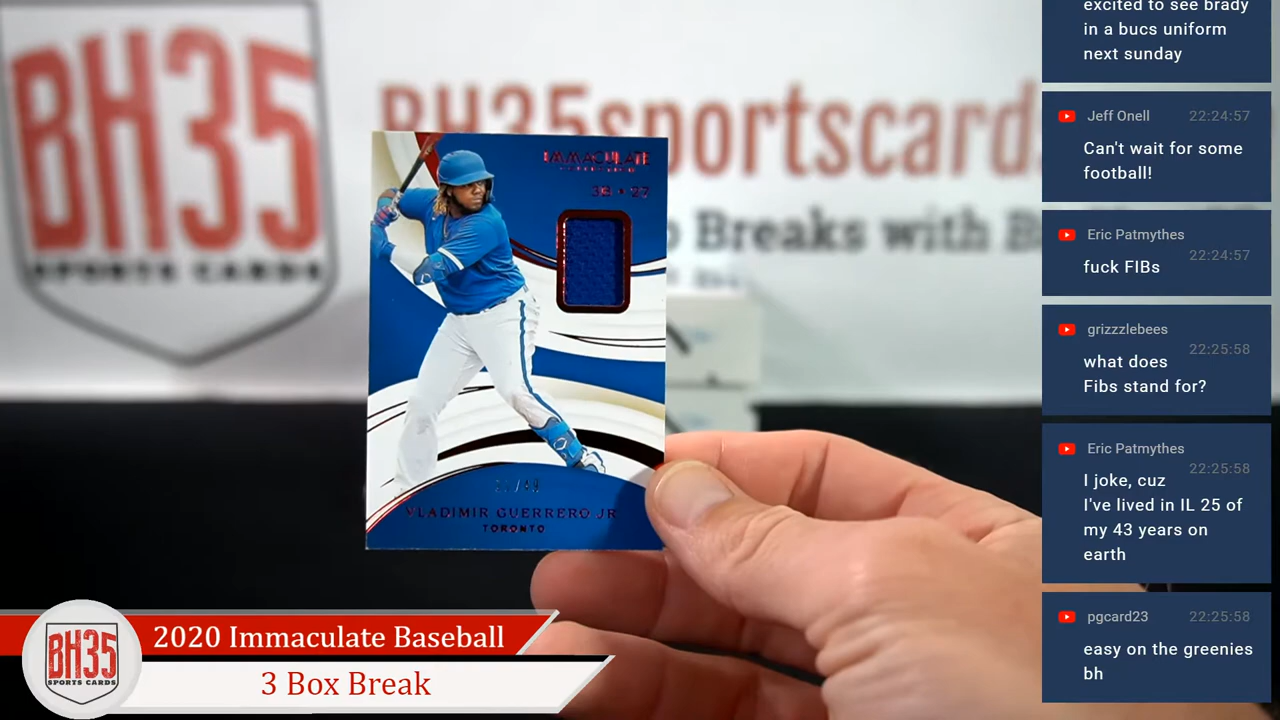 BH35
SPORTS CARDS
BH35sportscard
Breaks with
IMMACULATE
3B • 27
/49
VLADIMIR GUERRERO JR
TORONTO
BH35
SPORTS CARDS
2020 Immaculate Baseball
3 Box Break
excited to see brady
in a bucs uniform
next sunday
Jeff Onell 22:24:57
Can't wait for some
football!
Eric Patmythes 22:24:57
fuck FIBs
grizzzlebees 22:25:58
what does
Fibs stand for?
Eric Patmythes 22:25:58
I joke, cuz
I've lived in IL 25 of
my 43 years on
earth
pgcard23 22:25:58
easy on the greenies
bh